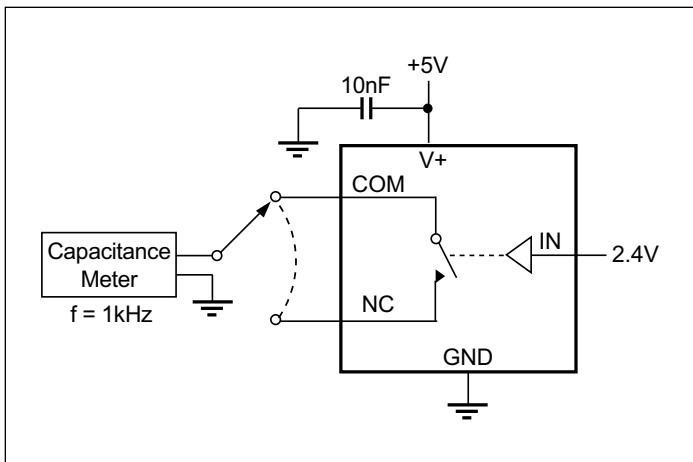 +5V
10nF
V+
COM
IN
2.4V
Capacitance
Meter
f = 1kHz
NC
GND